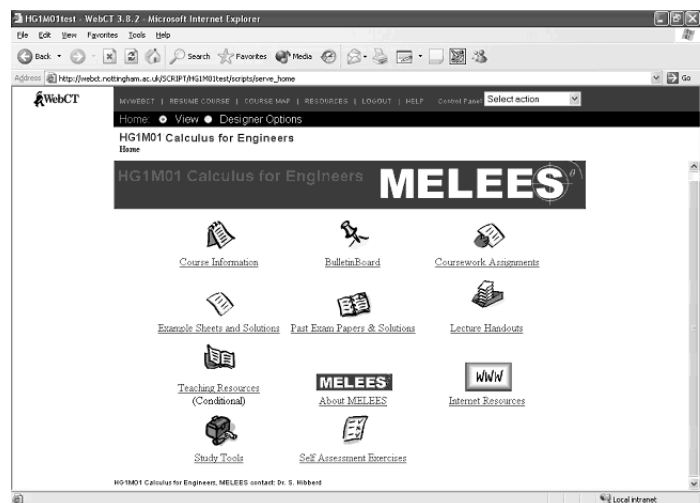 HG1M01test - WebCT 3.8.2 - Microsoft Internet Explorer
File Edit View Favorites Tools Help
Back Search Favorites Media
Address http://webct.nottingham.ac.uk/SCRIPT/HG1M01test/scripts/serve_home Go
WebCT MYWEBCT | RESUME COURSE | COURSE MAP | RESOURCES | LOGOUT | HELP Control Panel Select action
Home: View Designer Options
HG1M01 Calculus for Engineers
Home
HG1M01 Calculus for Engineers MELEES
Course Information BulletinBoard Coursework Assignments
Example Sheets and Solutions Past Exam Papers & Solutions Lecture Handouts
MELEES WWW
Teaching Resources About MELEES Internet Resources
(Conditional)
Study Tools Self Assessment Exercises
HG1M01 Calculus for Engineers, MELEES contact: Dr. S. Hibberd
Local intranet